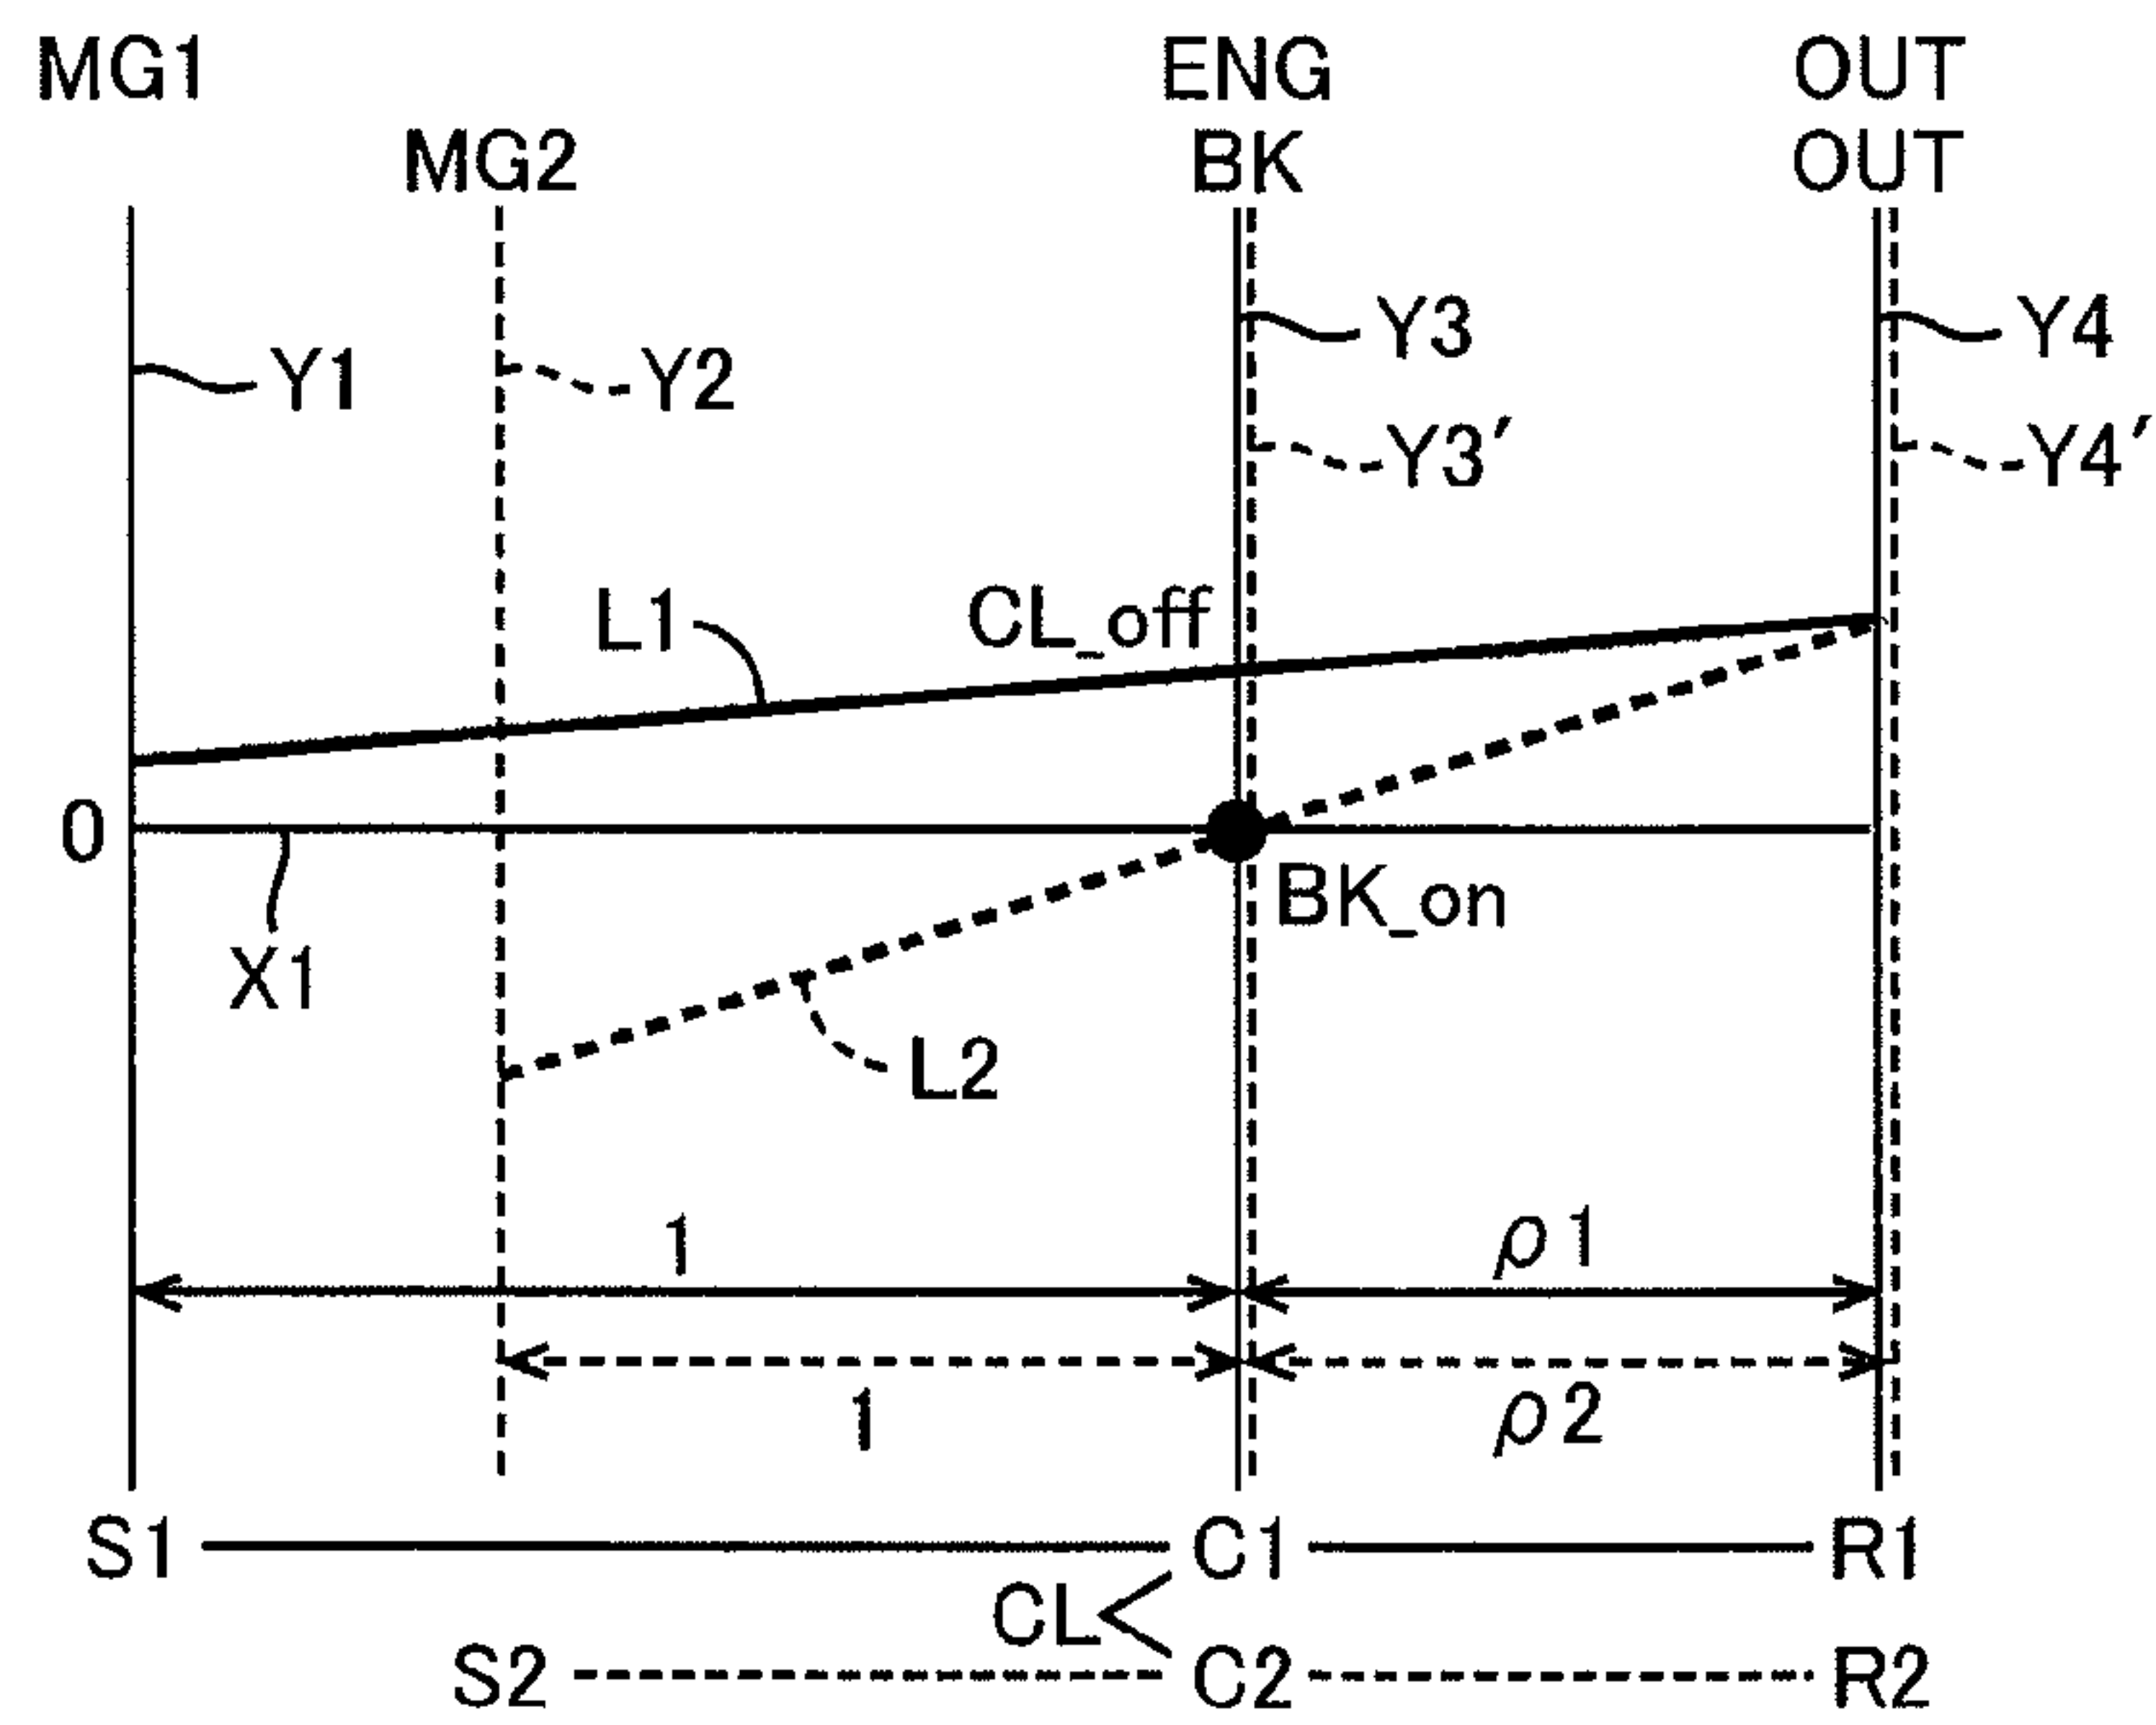 MG1 ENG OUT
MG2 BK OUT
Y3 Y4
Y1 Y2
Y3′ Y4′
L1 CL_off
0
BK_on
X1
L2
1 ρ1
1 ρ2
S1 C1 R1
CL
S2 C2 R2